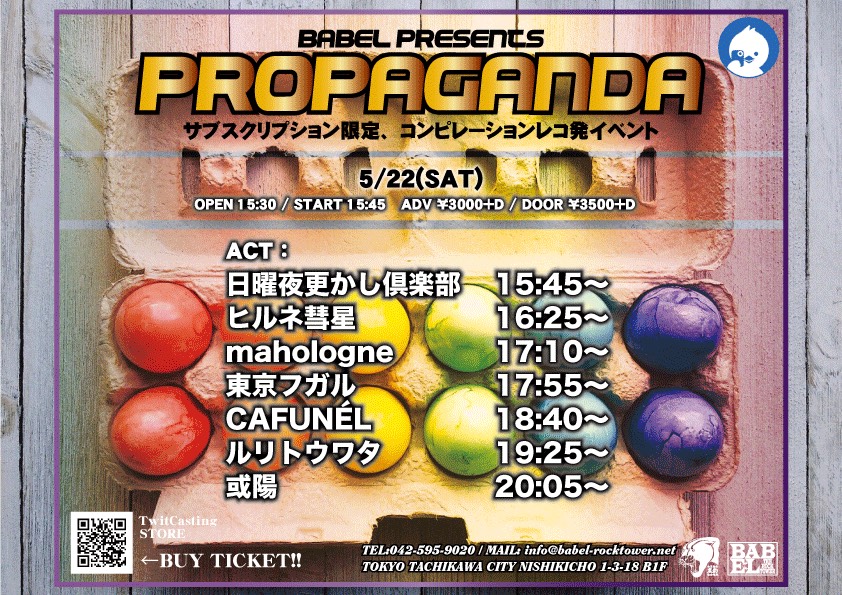 BABEL PRESENTS
PROPAGANDA
サブスクリプション限定、コンピレーションレコ発イベント
5/22(SAT)
OPEN 15:30 / START 15:45 ADV ¥3000+D / DOOR ¥3500+D
ACT：
日曜夜更かし倶楽部 15:45〜
ヒルネ彗星 16:25〜
mahologne 17:10〜
東京フガル 17:55〜
CAFUNÉL 18:40〜
ルリトウワタ 19:25〜
或陽 20:05〜
TwitCasting
STORE
←BUY TICKET!!
TEL:042-595-9020 / MAIL: info@babel-rocktower.net
TOKYO TACHIKAWA CITY NISHIKICHO 1-3-18 B1F
BAB
EL